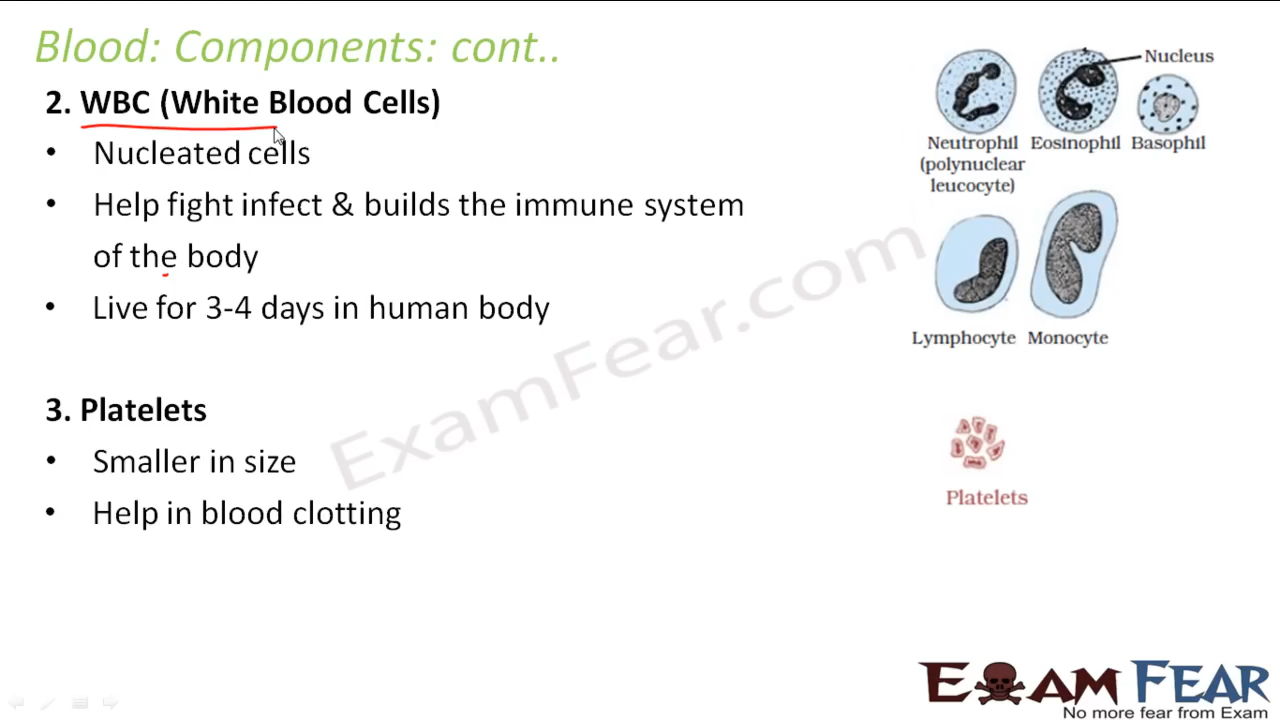 Blood: Components: cont..
2. WBC (White Blood Cells)
• Nucleated cells
• Help fight infect & builds the immune system
of the body
• Live for 3-4 days in human body
3. Platelets
• Smaller in size
• Help in blood clotting
Nucleus
Neutrophil
(polynuclear
leucocyte)
Eosinophil
Basophil
Lymphocyte
Monocyte
Platelets
ExamFear.com
EXAM FEAR
No more fear from Exam